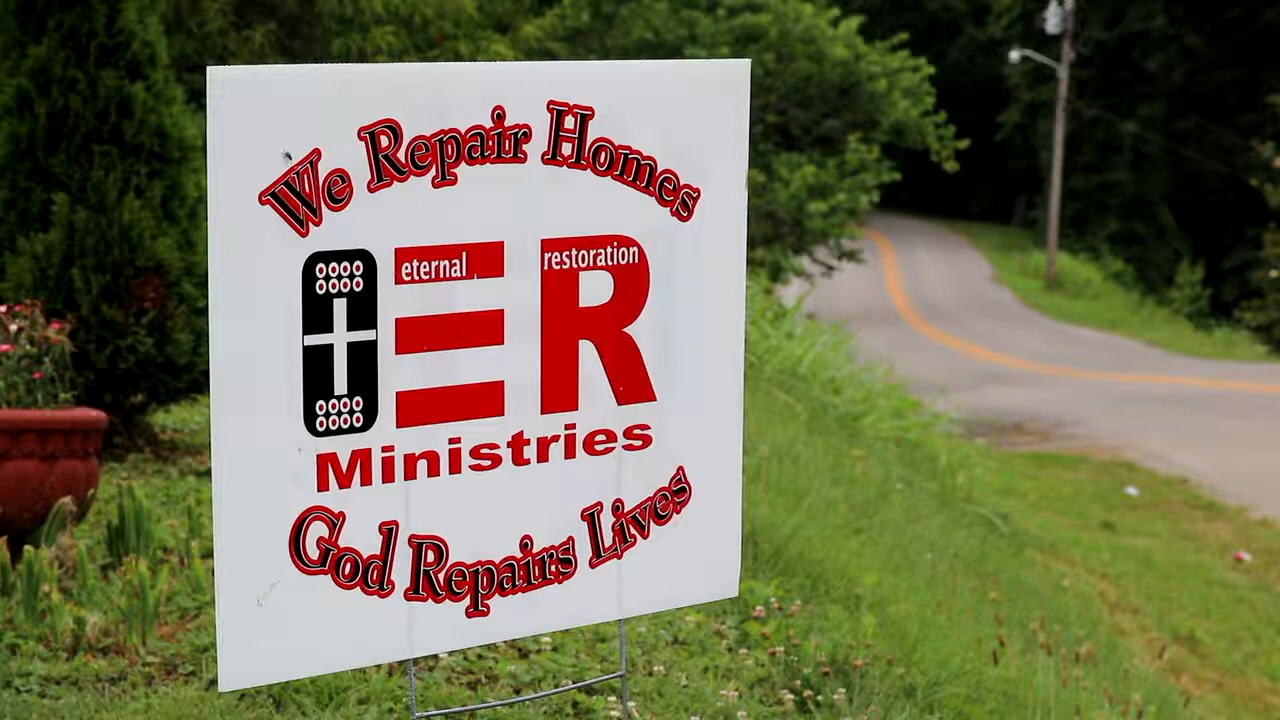 We Repair Homes
eternal restoration
ER
Ministries
God Repairs Lives